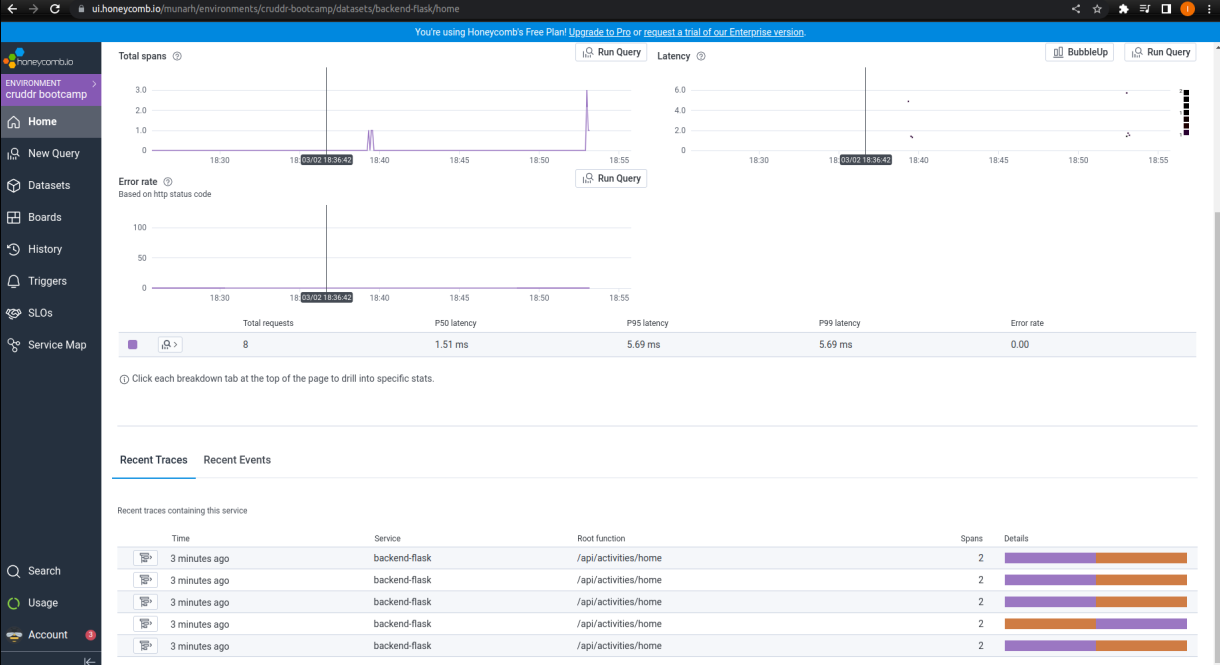 ui.honeycomb.io/munarh/environments/cruddr-bootcamp/datasets/backend-flask/home
You're using Honeycomb's Free Plan! Upgrade to Pro or request a trial of our Enterprise version.
honeycomb.io
ENVIRONMENT
cruddr bootcamp
Home
New Query
Datasets
Boards
History
Triggers
SLOs
Service Map
Search
Usage
Account 3
Total spans Run Query
3.0
2.0
1.0
0
18:30 18: 03/02 18:36:42 18:40 18:45 18:50 18:55
Latency BubbleUp Run Query
6.0
4.0
2.0
0
18:30 18: 03/02 18:36:42 18:40 18:45 18:50 18:55
Error rate Run Query
Based on http status code
100
50
0
18:30 18: 03/02 18:36:42 18:40 18:45 18:50 18:55
Total requests P50 latency P95 latency P99 latency Error rate
8 1.51 ms 5.69 ms 5.69 ms 0.00
Click each breakdown tab at the top of the page to drill into specific stats.
Recent Traces Recent Events
Recent traces containing this service
Time Service Root function Spans Details
3 minutes ago backend-flask /api/activities/home 2
3 minutes ago backend-flask /api/activities/home 2
3 minutes ago backend-flask /api/activities/home 2
3 minutes ago backend-flask /api/activities/home 2
3 minutes ago backend-flask /api/activities/home 2